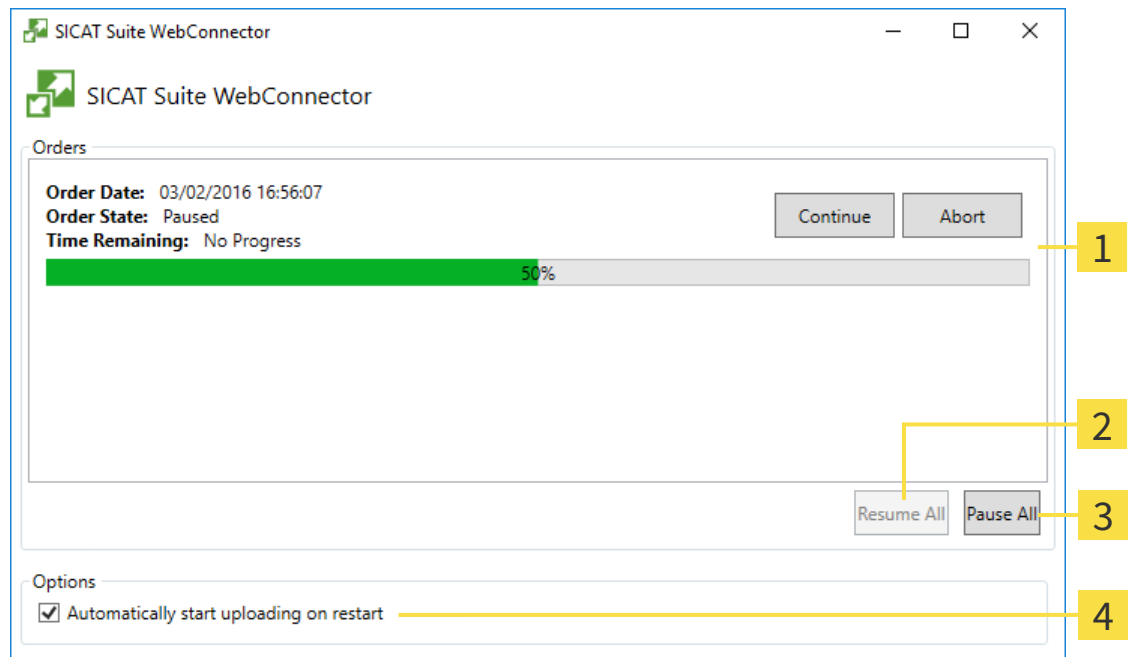 SICAT Suite WebConnector
SICAT Suite WebConnector
Orders
Order Date: 03/02/2016 16:56:07
Order State: Paused
Time Remaining: No Progress
Continue
Abort
1
50%
2
Resume All
Pause All
3
Options
Automatically start uploading on restart
4